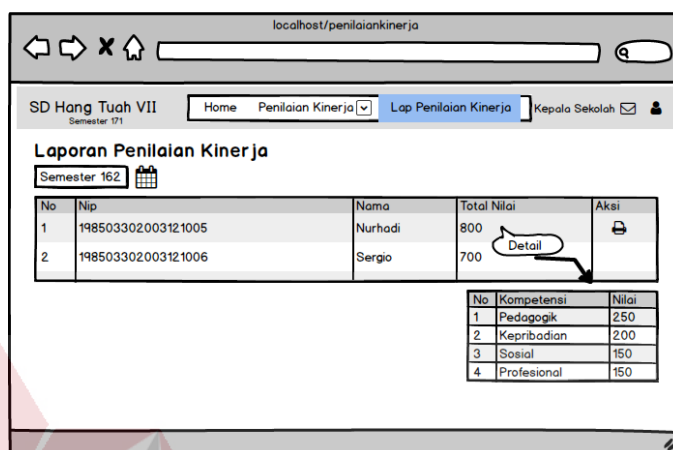 localhost/penilaiankinerja
SD Hang Tuah VII
Semester 171
Home Penilaian Kinerja Lap Penilaian Kinerja Kepala Sekolah
Laporan Penilaian Kinerja
Semester 162
No Nip Nama Total Nilai Aksi
1 198503302003121005 Nurhadi 800
Detail
2 198503302003121006 Sergio 700
No Kompetensi Nilai
1 Pedagogik 250
2 Kepribadian 200
3 Sosial 150
4 Profesional 150